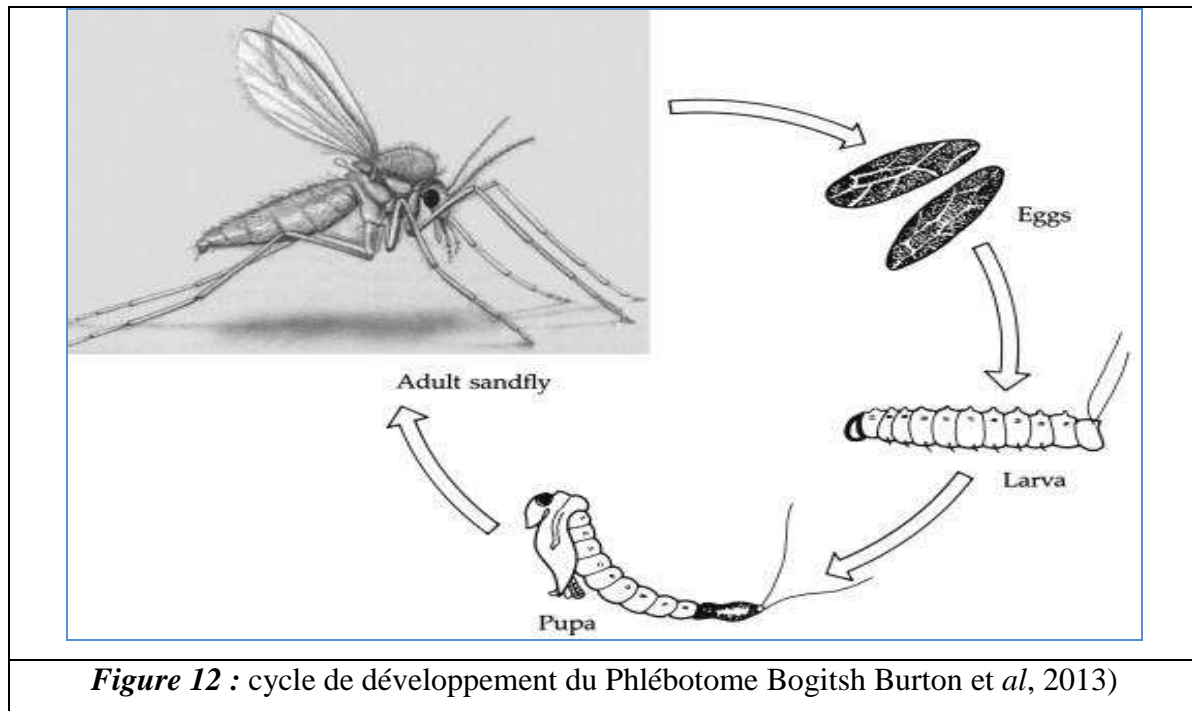 Eggs
Adult sandfly
Larva
Pupa
Figure 12 : cycle de développement du Phlébotome Bogitsh Burton et al, 2013)